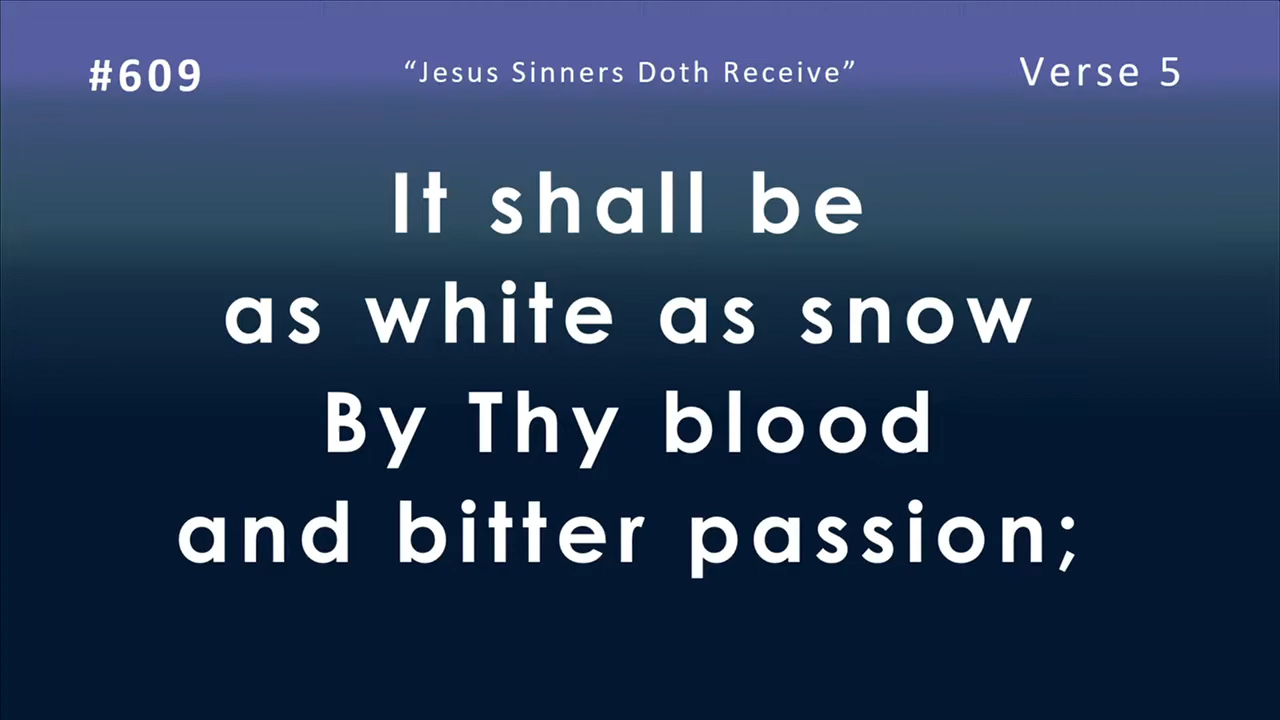 #609 “Jesus Sinners Doth Receive” Verse 5
It shall be
as white as snow
By Thy blood
and bitter passion;